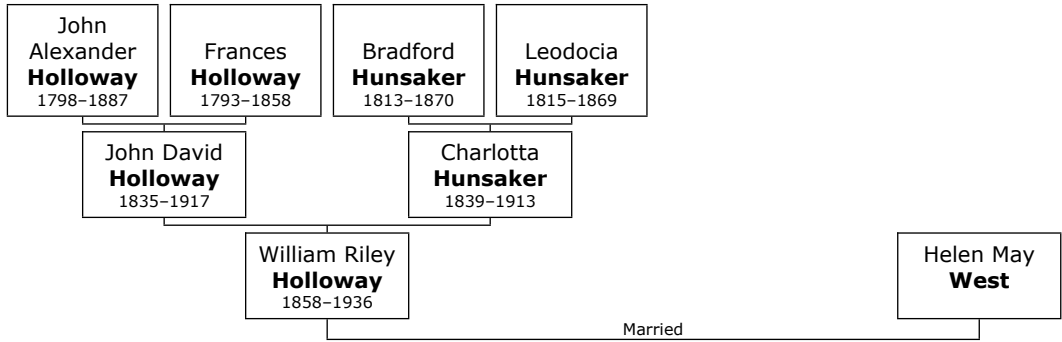 John
Alexander
Holloway
1798–1887
Frances
Holloway
1793–1858
Bradford
Hunsaker
1813–1870
Leodocia
Hunsaker
1815–1869
John David
Holloway
1835–1917
Charlotta
Hunsaker
1839–1913
William Riley
Holloway
1858–1936
Helen May
West
Married